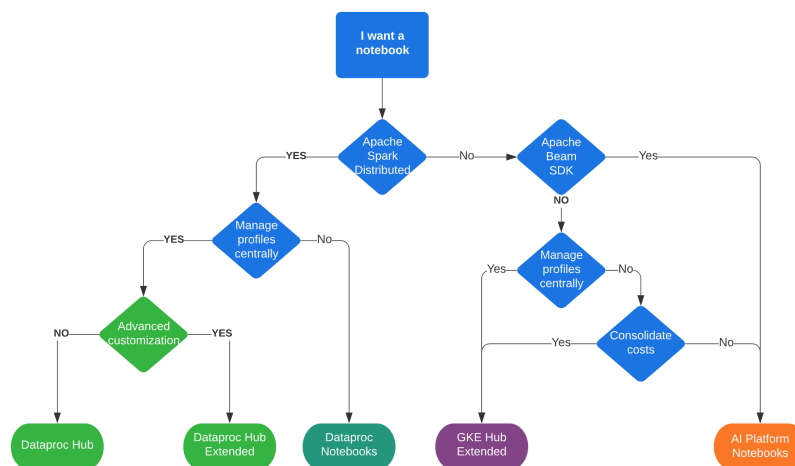 I want a
notebook
Apache
Spark
Distributed
Apache
Beam
SDK
YES
No
Yes
NO
Manage
profiles
centrally
YES
No
Manage
profiles
centrally
Yes
No
Advanced
customization
NO
YES
Consolidate
costs
Yes
No
Dataproc Hub
Dataproc Hub
Extended
Dataproc
Notebooks
GKE Hub
Extended
AI Platform
Notebooks